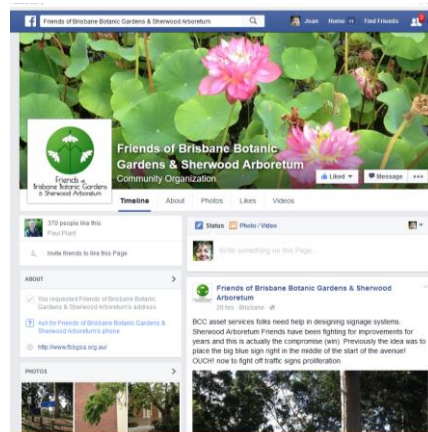 Friends of Brisbane Botanic Gardens & Sherwood Arboretum
Joan Home 11 Find Friends
Friends of Brisbane Botanic
Gardens & Sherwood Arboretum
Community Organization
Liked
Message
Friends of
Brisbane Botanic Gardens
& Sherwood Arboretum
Timeline About Photos Likes Videos
370 people like this
Paul Plant
Invite friends to like this Page
ABOUT
You requested Friends of Brisbane Botanic
Gardens & Sherwood Arboretum's address
Ask for Friends of Brisbane Botanic Gardens &
Sherwood Arboretum's phone
PHOTOS
Status Photo / Video
Write something on this Page...
Friends of Brisbane Botanic Gardens & Sherwood
Arboretum
20 hrs · Brisbane
BCC asset services folks need help in designing signage systems.
Sherwood Arboretum Friends have been fighting for improvements for
years and this is actually the compromise (win). Previously the idea was to
place the big blue sign right in the middle of the start of the avenue!
OUCH! now to fight off traffic signs proliferation.